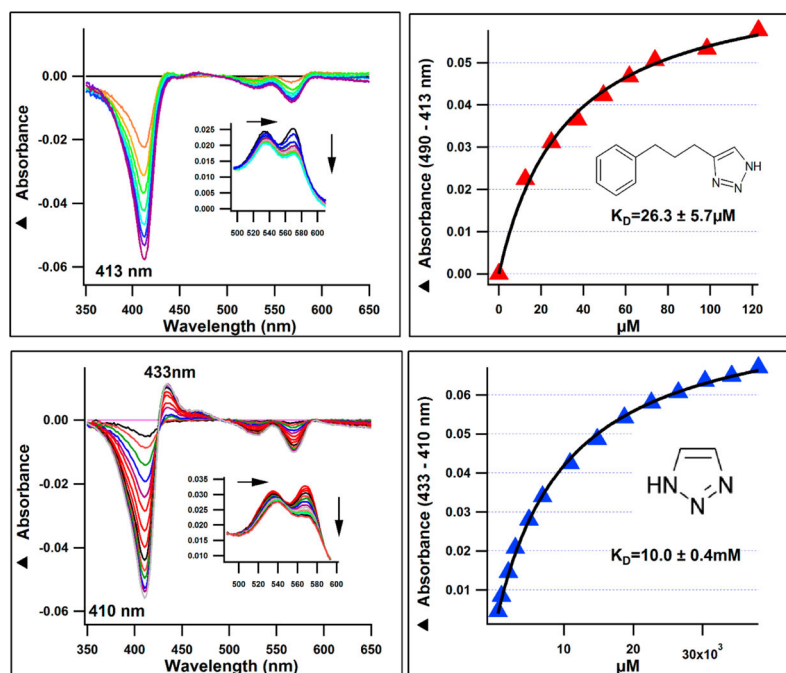 0.00
-0.02
-0.04
-0.06
▲ Absorbance
413 nm
350 400 450 500 550 600 650
Wavelength (nm)
0.025
0.020
0.015
0.010
0.005
0.000
500 520 540 560 580 600
0.05
0.04
0.03
0.02
0.01
0.00
▲ Absorbance (490 - 413 nm)
N
N
NH
K_D=26.3 ± 5.7µM
0 20 40 60 80 100 120
µM
433nm
0.00
-0.02
-0.04
-0.06
▲ Absorbance
410 nm
350 400 450 500 550 600 650
Wavelength (nm)
0.035
0.030
0.025
0.020
0.015
0.010
500 520 540 560 580 600
0.06
0.05
0.04
0.03
0.02
0.01
▲ Absorbance (433 - 410 nm)
HN
N
N
K_D=10.0 ± 0.4mM
10 20 30x10³
µM